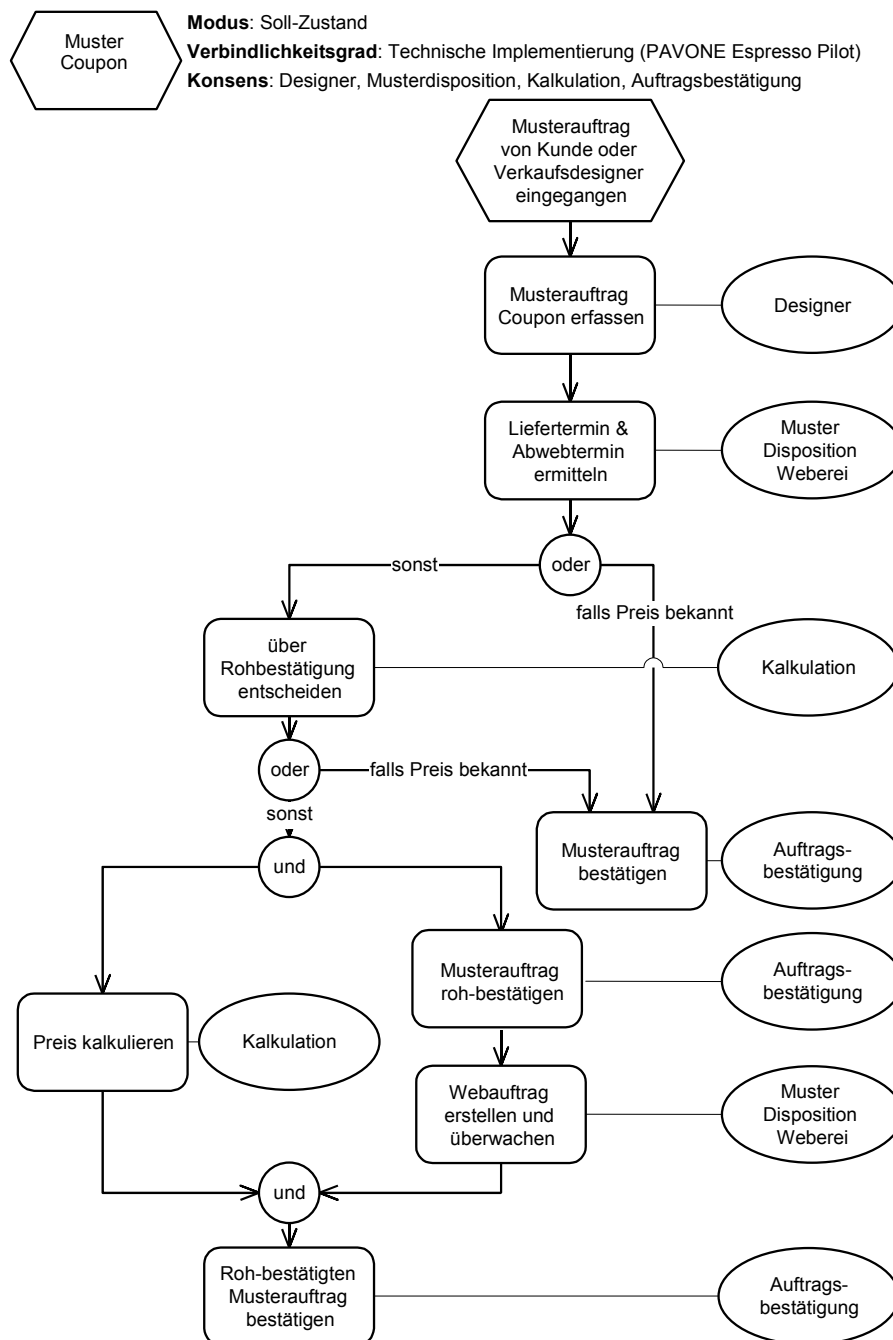 Muster
Coupon
Modus: Soll-Zustand
Verbindlichkeitsgrad: Technische Implementierung (PAVONE Espresso Pilot)
Konsens: Designer, Musterdisposition, Kalkulation, Auftragsbestätigung
Musterauftrag
von Kunde oder
Verkaufsdesigner
eingegangen
Musterauftrag
Coupon erfassen
Designer
Liefertermin &
Abwebtermin
ermitteln
Muster
Disposition
Weberei
sonst
oder
falls Preis bekannt
über
Rohbestätigung
entscheiden
Kalkulation
oder
falls Preis bekannt
sonst
und
Musterauftrag
bestätigen
Auftrags-
bestätigung
Musterauftrag
roh-bestätigen
Auftrags-
bestätigung
Preis kalkulieren
Kalkulation
Webauftrag
erstellen und
überwachen
Muster
Disposition
Weberei
und
Roh-bestätigten
Musterauftrag
bestätigen
Auftrags-
bestätigung